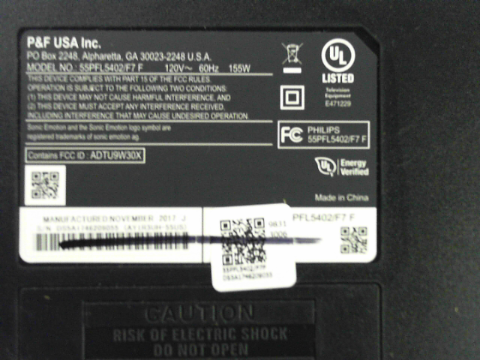 P&F USA Inc.
PO Box 2248, Alpharetta, GA 30023-2248 U.S.A.
MODEL NO.: 55PFL5402/F7 F 120V~ 60Hz 155W
THIS DEVICE COMPLIES WITH PART 15 OF THE FCC RULES.
OPERATION IS SUBJECT TO THE FOLLOWING TWO CONDITIONS:
(1) THIS DEVICE MAY NOT CAUSE HARMFUL INTERFERENCE, AND
(2) THIS DEVICE MUST ACCEPT ANY INTERFERENCE RECEIVED,
INCLUDING INTERFERENCE THAT MAY CAUSE UNDESIRED OPERATION.
Sonic Emotion and the Sonic Emotion logo symbol are
registered trademarks of sonic emotion ag.
Contains FCC ID : ADTU9W30X
UL
LISTED
Television
Equipment
E471229
FC PHILIPS
55PFL5402/F7 F
UL Energy
Verified
Made in China
MANUFACTURED:NOVEMBER 2017 J
PFL5402/F7 F
55PFL5402/F7F
CAUTION
RISK OF ELECTRIC SHOCK
DO NOT OPEN